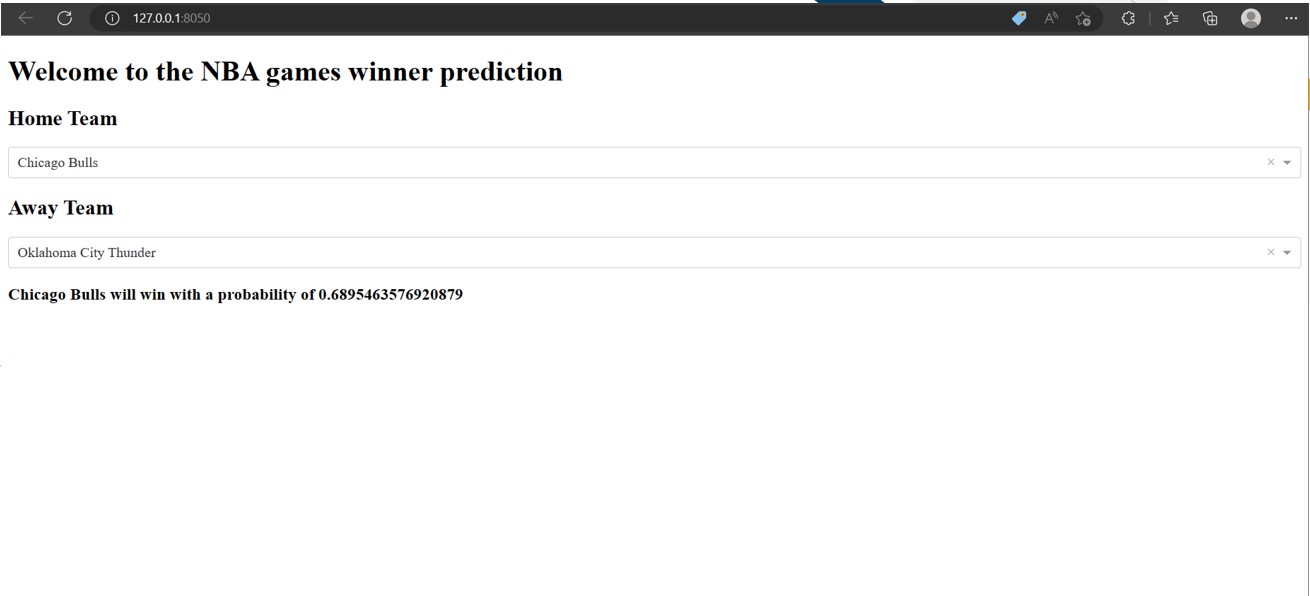 127.0.0.1:8050
Welcome to the NBA games winner prediction
Home Team
Chicago Bulls
Away Team
Oklahoma City Thunder
Chicago Bulls will win with a probability of 0.6895463576920879